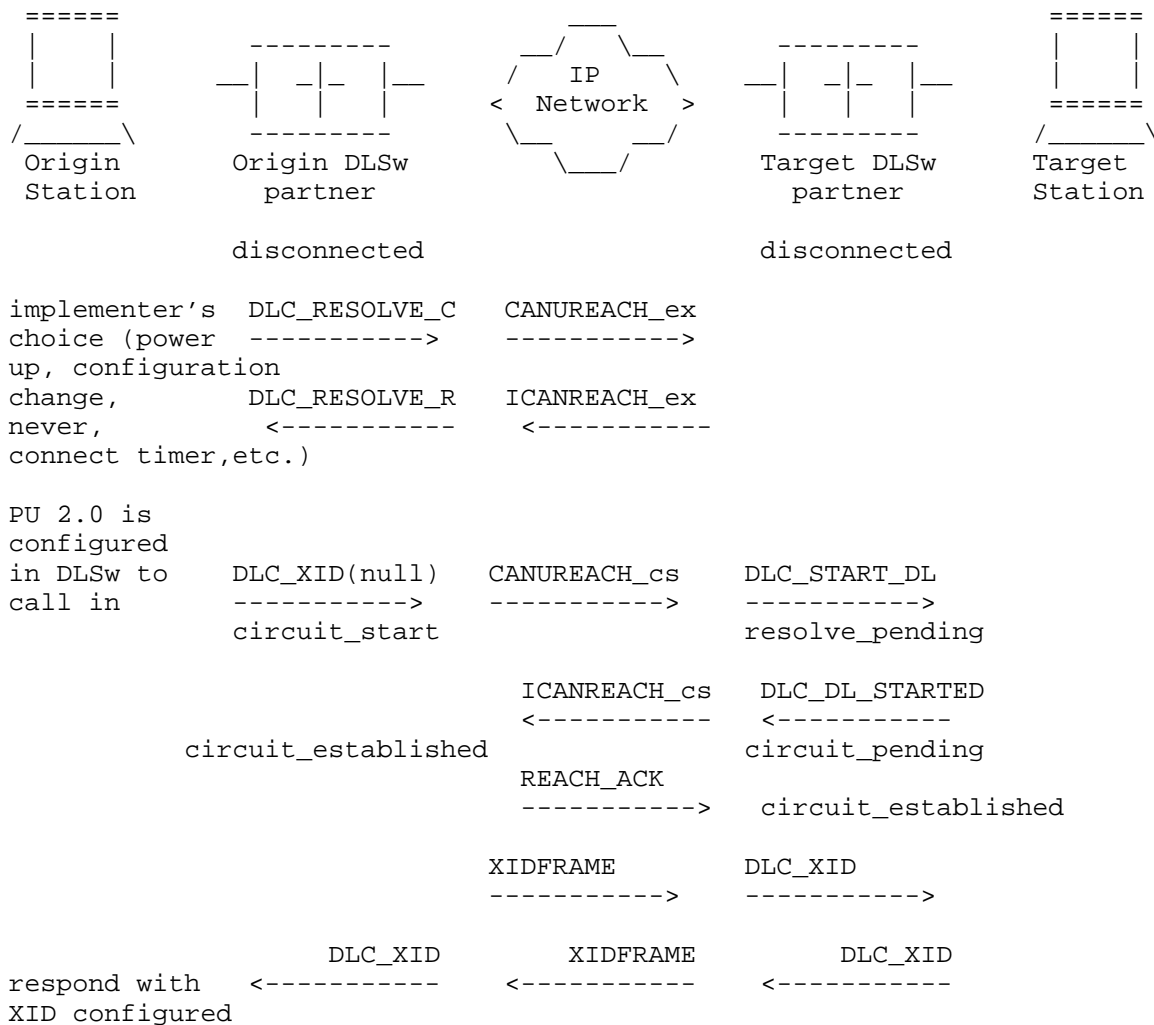 IP
Network
Origin Station
Origin DLSw partner
Target DLSw partner
Target Station
disconnected disconnected
implementer's DLC_RESOLVE_C CANUREACH_ex
choice (power -----------> ----------->
up, configuration
change, DLC_RESOLVE_R ICANREACH_ex
never, <----------- <-----------
connect timer,etc.)
PU 2.0 is
configured
in DLSw to DLC_XID(null) CANUREACH_cs DLC_START_DL
call in -----------> -----------> ----------->
circuit_start resolve_pending
ICANREACH_cs DLC_DL_STARTED
<----------- <-----------
circuit_established circuit_pending
REACH_ACK
-----------> circuit_established
XIDFRAME DLC_XID
-----------> ----------->
DLC_XID XIDFRAME DLC_XID
respond with <----------- <----------- <-----------
XID configured